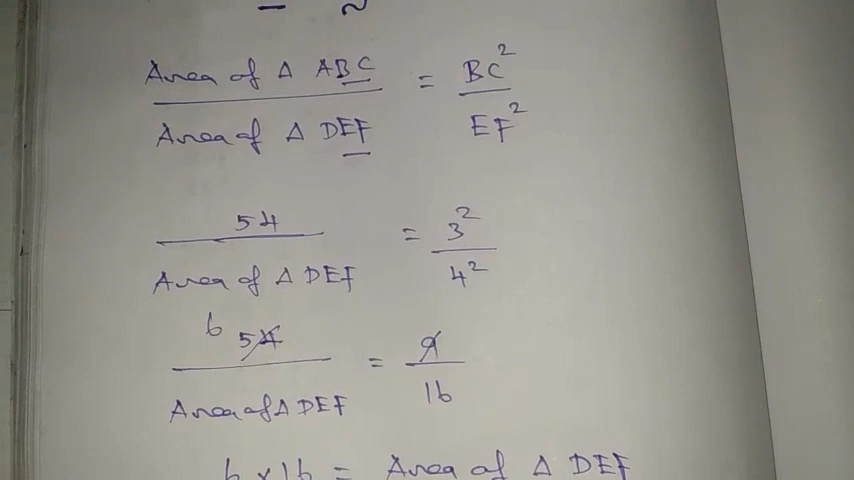 ~
Area of Δ ABC = BC²
Area of Δ DEF EF²
54 = 3²
Area of Δ DEF 4²
6 54 = 9
Area of Δ DEF 16
6 x 16 = Area of Δ DEF